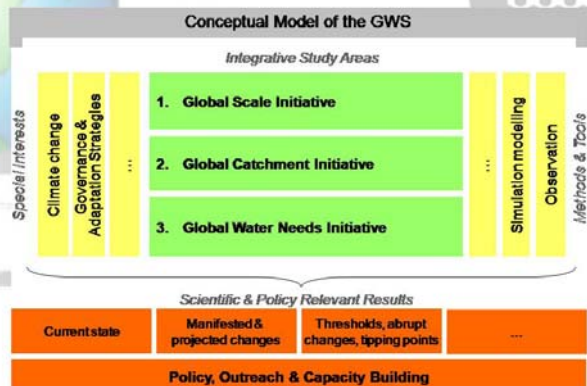 Conceptual Model of the GWS
Integrative Study Areas
Special Interests
Climate change
Governance &
Adaptation Strategies
...
1. Global Scale Initiative
2. Global Catchment Initiative
3. Global Water Needs Initiative
...
Simulation modelling
Observation
Methods & Tools
Scientific & Policy Relevant Results
Current state
Manifested &
projected changes
Thresholds, abrupt
changes, tipping points
...
Policy, Outreach & Capacity Building